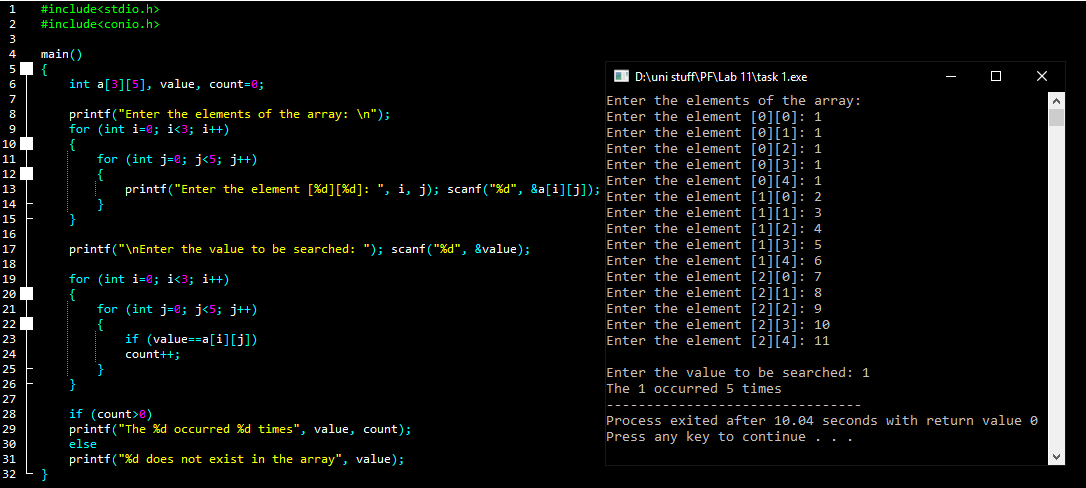 1 #include<stdio.h>
2 #include<conio.h>
3
4 main()
5 {
6 int a[3][5], value, count=0;
7
8 printf("Enter the elements of the array: \n");
9 for (int i=0; i<3; i++)
10 {
11 for (int j=0; j<5; j++)
12 {
13 printf("Enter the element [%d][%d]: ", i, j); scanf("%d", &a[i][j]);
14 }
15 }
16
17 printf("\nEnter the value to be searched: "); scanf("%d", &value);
18
19 for (int i=0; i<3; i++)
20 {
21 for (int j=0; j<5; j++)
22 {
23 if (value==a[i][j])
24 count++;
25 }
26 }
27
28 if (count>0)
29 printf("The %d occurred %d times", value, count);
30 else
31 printf("%d does not exist in the array", value);
32 }
D:\uni stuff\PF\Lab 11\task 1.exe
Enter the elements of the array:
Enter the element [0][0]: 1
Enter the element [0][1]: 1
Enter the element [0][2]: 1
Enter the element [0][3]: 1
Enter the element [0][4]: 1
Enter the element [1][0]: 2
Enter the element [1][1]: 3
Enter the element [1][2]: 4
Enter the element [1][3]: 5
Enter the element [1][4]: 6
Enter the element [2][0]: 7
Enter the element [2][1]: 8
Enter the element [2][2]: 9
Enter the element [2][3]: 10
Enter the element [2][4]: 11

Enter the value to be searched: 1
The 1 occurred 5 times
--------------------------------
Process exited after 10.04 seconds with return value 0
Press any key to continue . . .